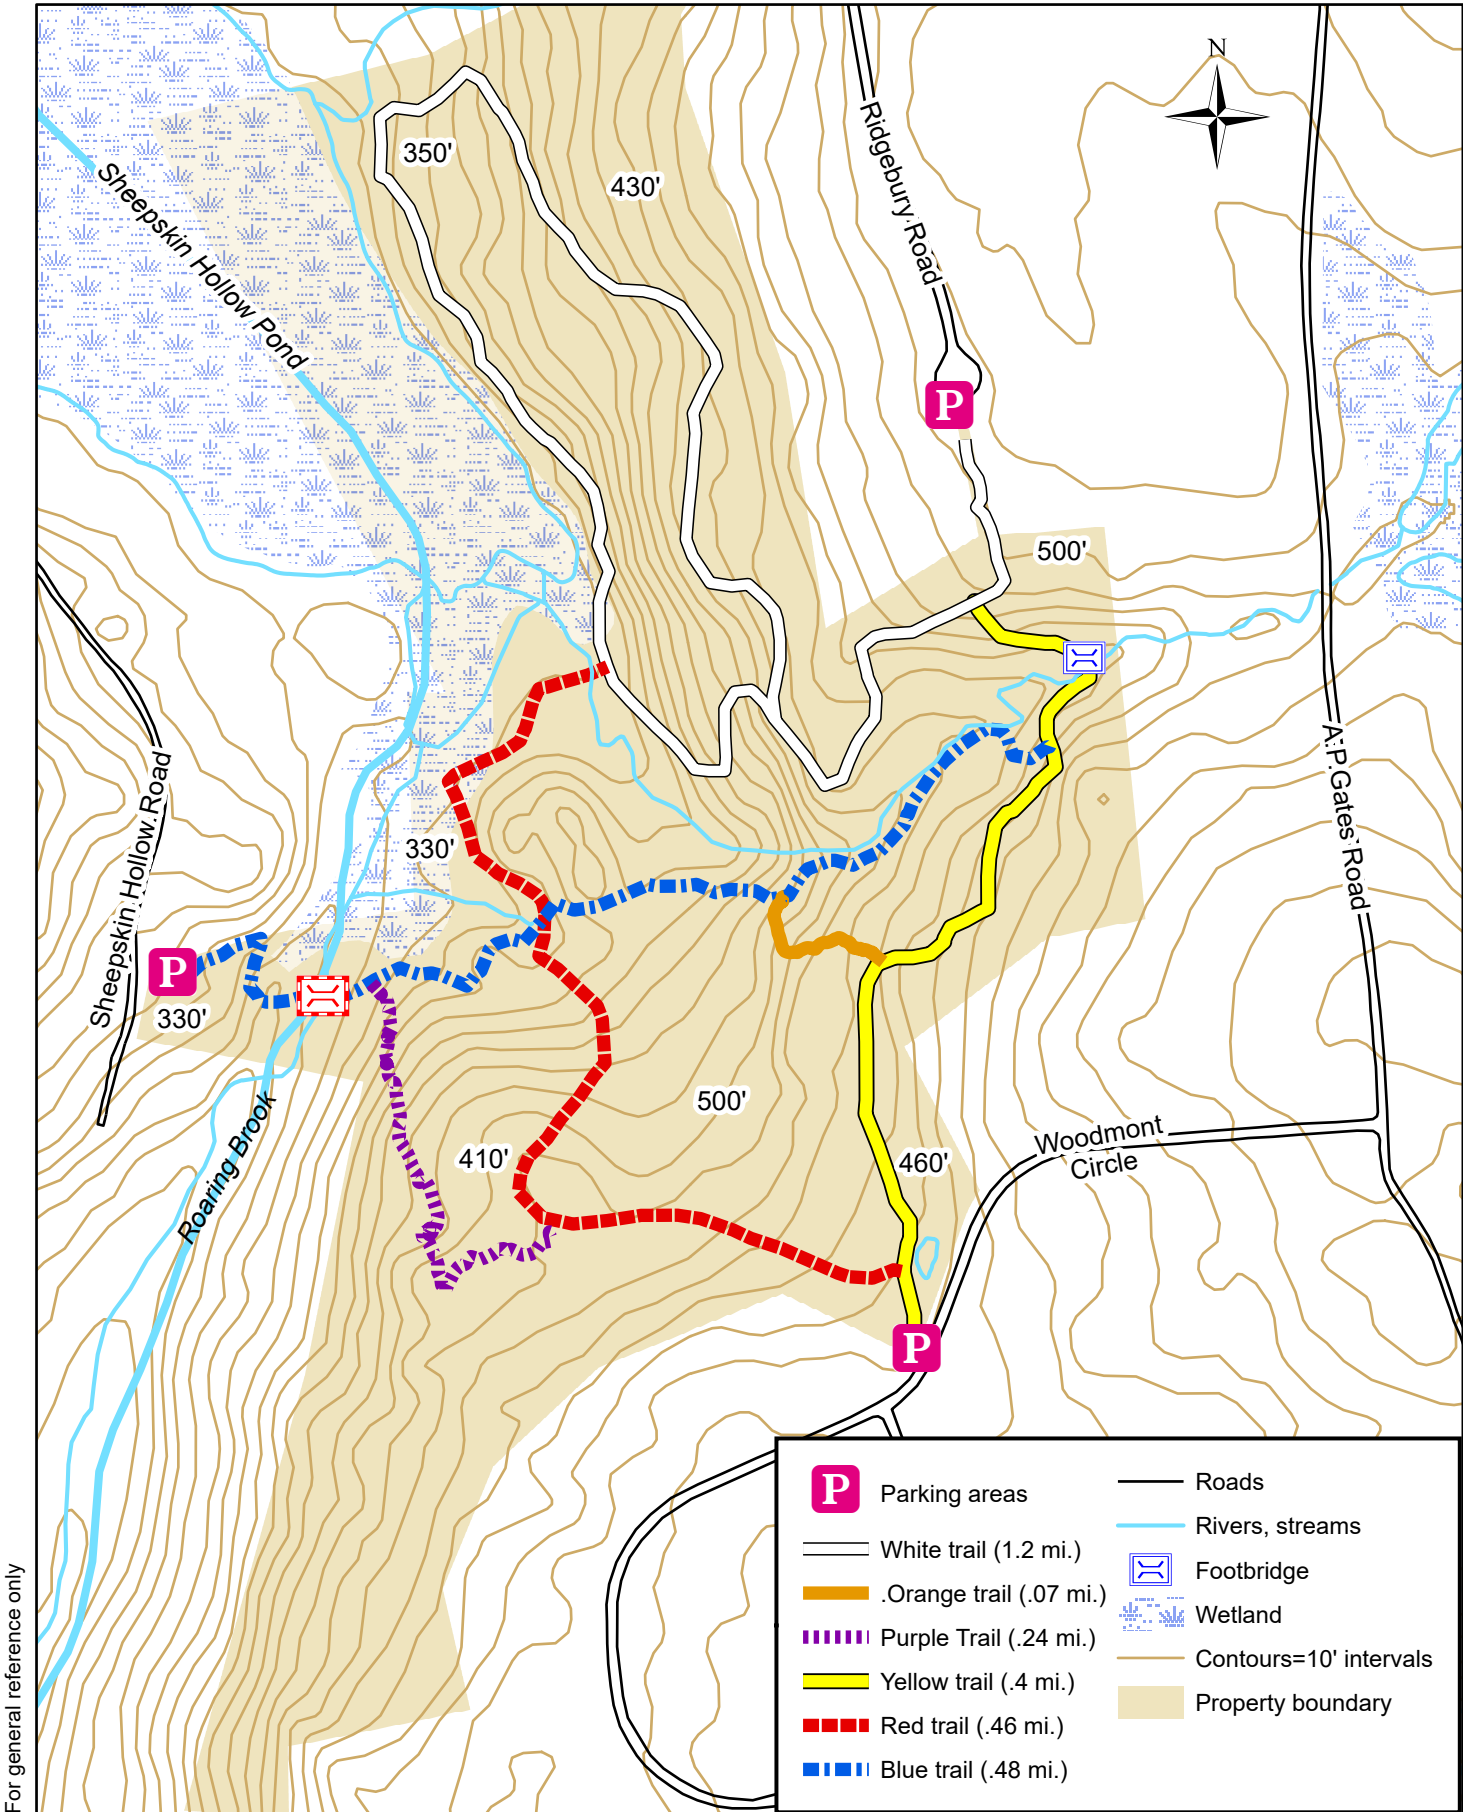 N
350'
430'
Ridgebury Road
Sheepskin Hollow Pond
500'
A.P.Gates Road
Sheepskin Hollow Road
330'
P
P
330'
500'
410'
460'
Woodmont
Circle
Roaring Brook
P
P Parking areas
White trail (1.2 mi.)
.Orange trail (.07 mi.)
Purple Trail (.24 mi.)
Yellow trail (.4 mi.)
Red trail (.46 mi.)
Blue trail (.48 mi.)
Roads
Rivers, streams
Footbridge
Wetland
Contours=10' intervals
Property boundary
For general reference only